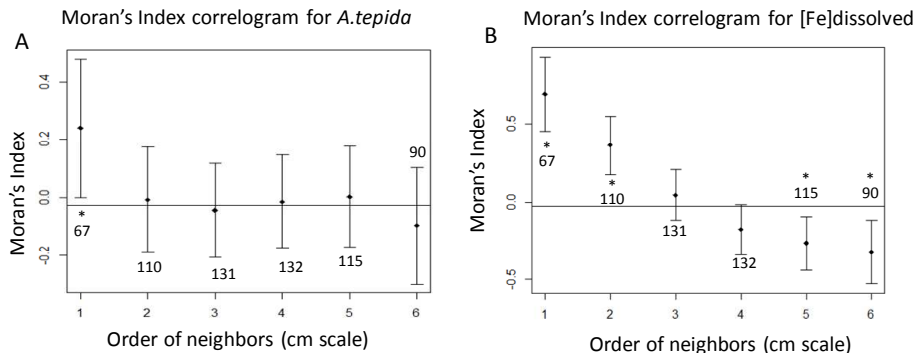 Moran's Index correlogram for A.tepida
A
Moran's Index
0.4
0.2
0.0
-0.2
*
67
110
131
132
115
90
1 2 3 4 5 6
Order of neighbors (cm scale)
Moran's Index correlogram for [Fe]dissolved
B
Moran's Index
0.5
0.0
-0.5
*
67
*
110
131
132
*
115
*
90
1 2 3 4 5 6
Order of neighbors (cm scale)